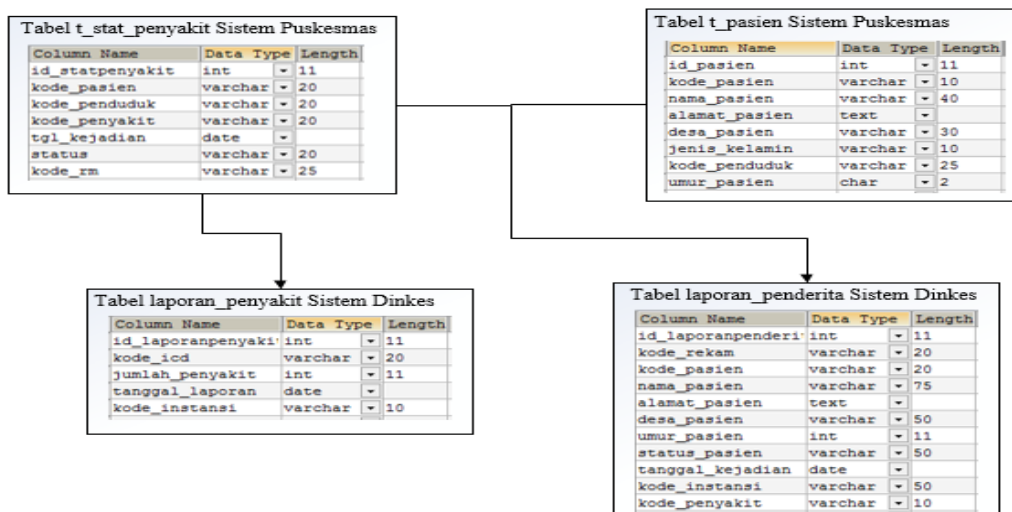 Tabel t_stat_penyakit Sistem Puskesmas
Column Name Data Type Length
id_statpenyakit int 11
kode_pasien varchar 20
kode_penduduk varchar 20
kode_penyakit varchar 20
tgl_kejadian date
status varchar 20
kode_rm varchar 25
Tabel t_pasien Sistem Puskesmas
Column Name Data Type Length
id_pasien int 11
kode_pasien varchar 10
nama_pasien varchar 40
alamat_pasien text
desa_pasien varchar 30
jenis_kelamin varchar 10
kode_penduduk varchar 25
umur_pasien char 2
Tabel laporan_penyakit Sistem Dinkes
Column Name Data Type Length
id_laporanpenyaki int 11
kode_icd varchar 20
jumlah_penyakit int 11
tanggal_laporan date
kode_instansi varchar 10
Tabel laporan_penderita Sistem Dinkes
Column Name Data Type Length
id_laporanpenderi int 11
kode_rekam varchar 20
kode_pasien varchar 20
nama_pasien varchar 75
alamat_pasien text
desa_pasien varchar 50
umur_pasien int 11
status_pasien varchar 50
tanggal_kejadian date
kode_instansi varchar 50
kode_penyakit varchar 10